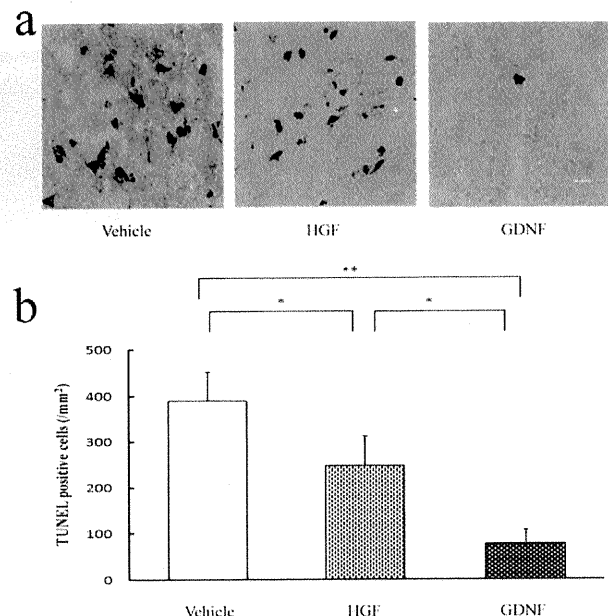 a
Vehicle HGF GDNF
** 
b
* *
TUNEL positive cells (/mm²)
500
400
300
200
100
0
Vehicle HGF GDNF